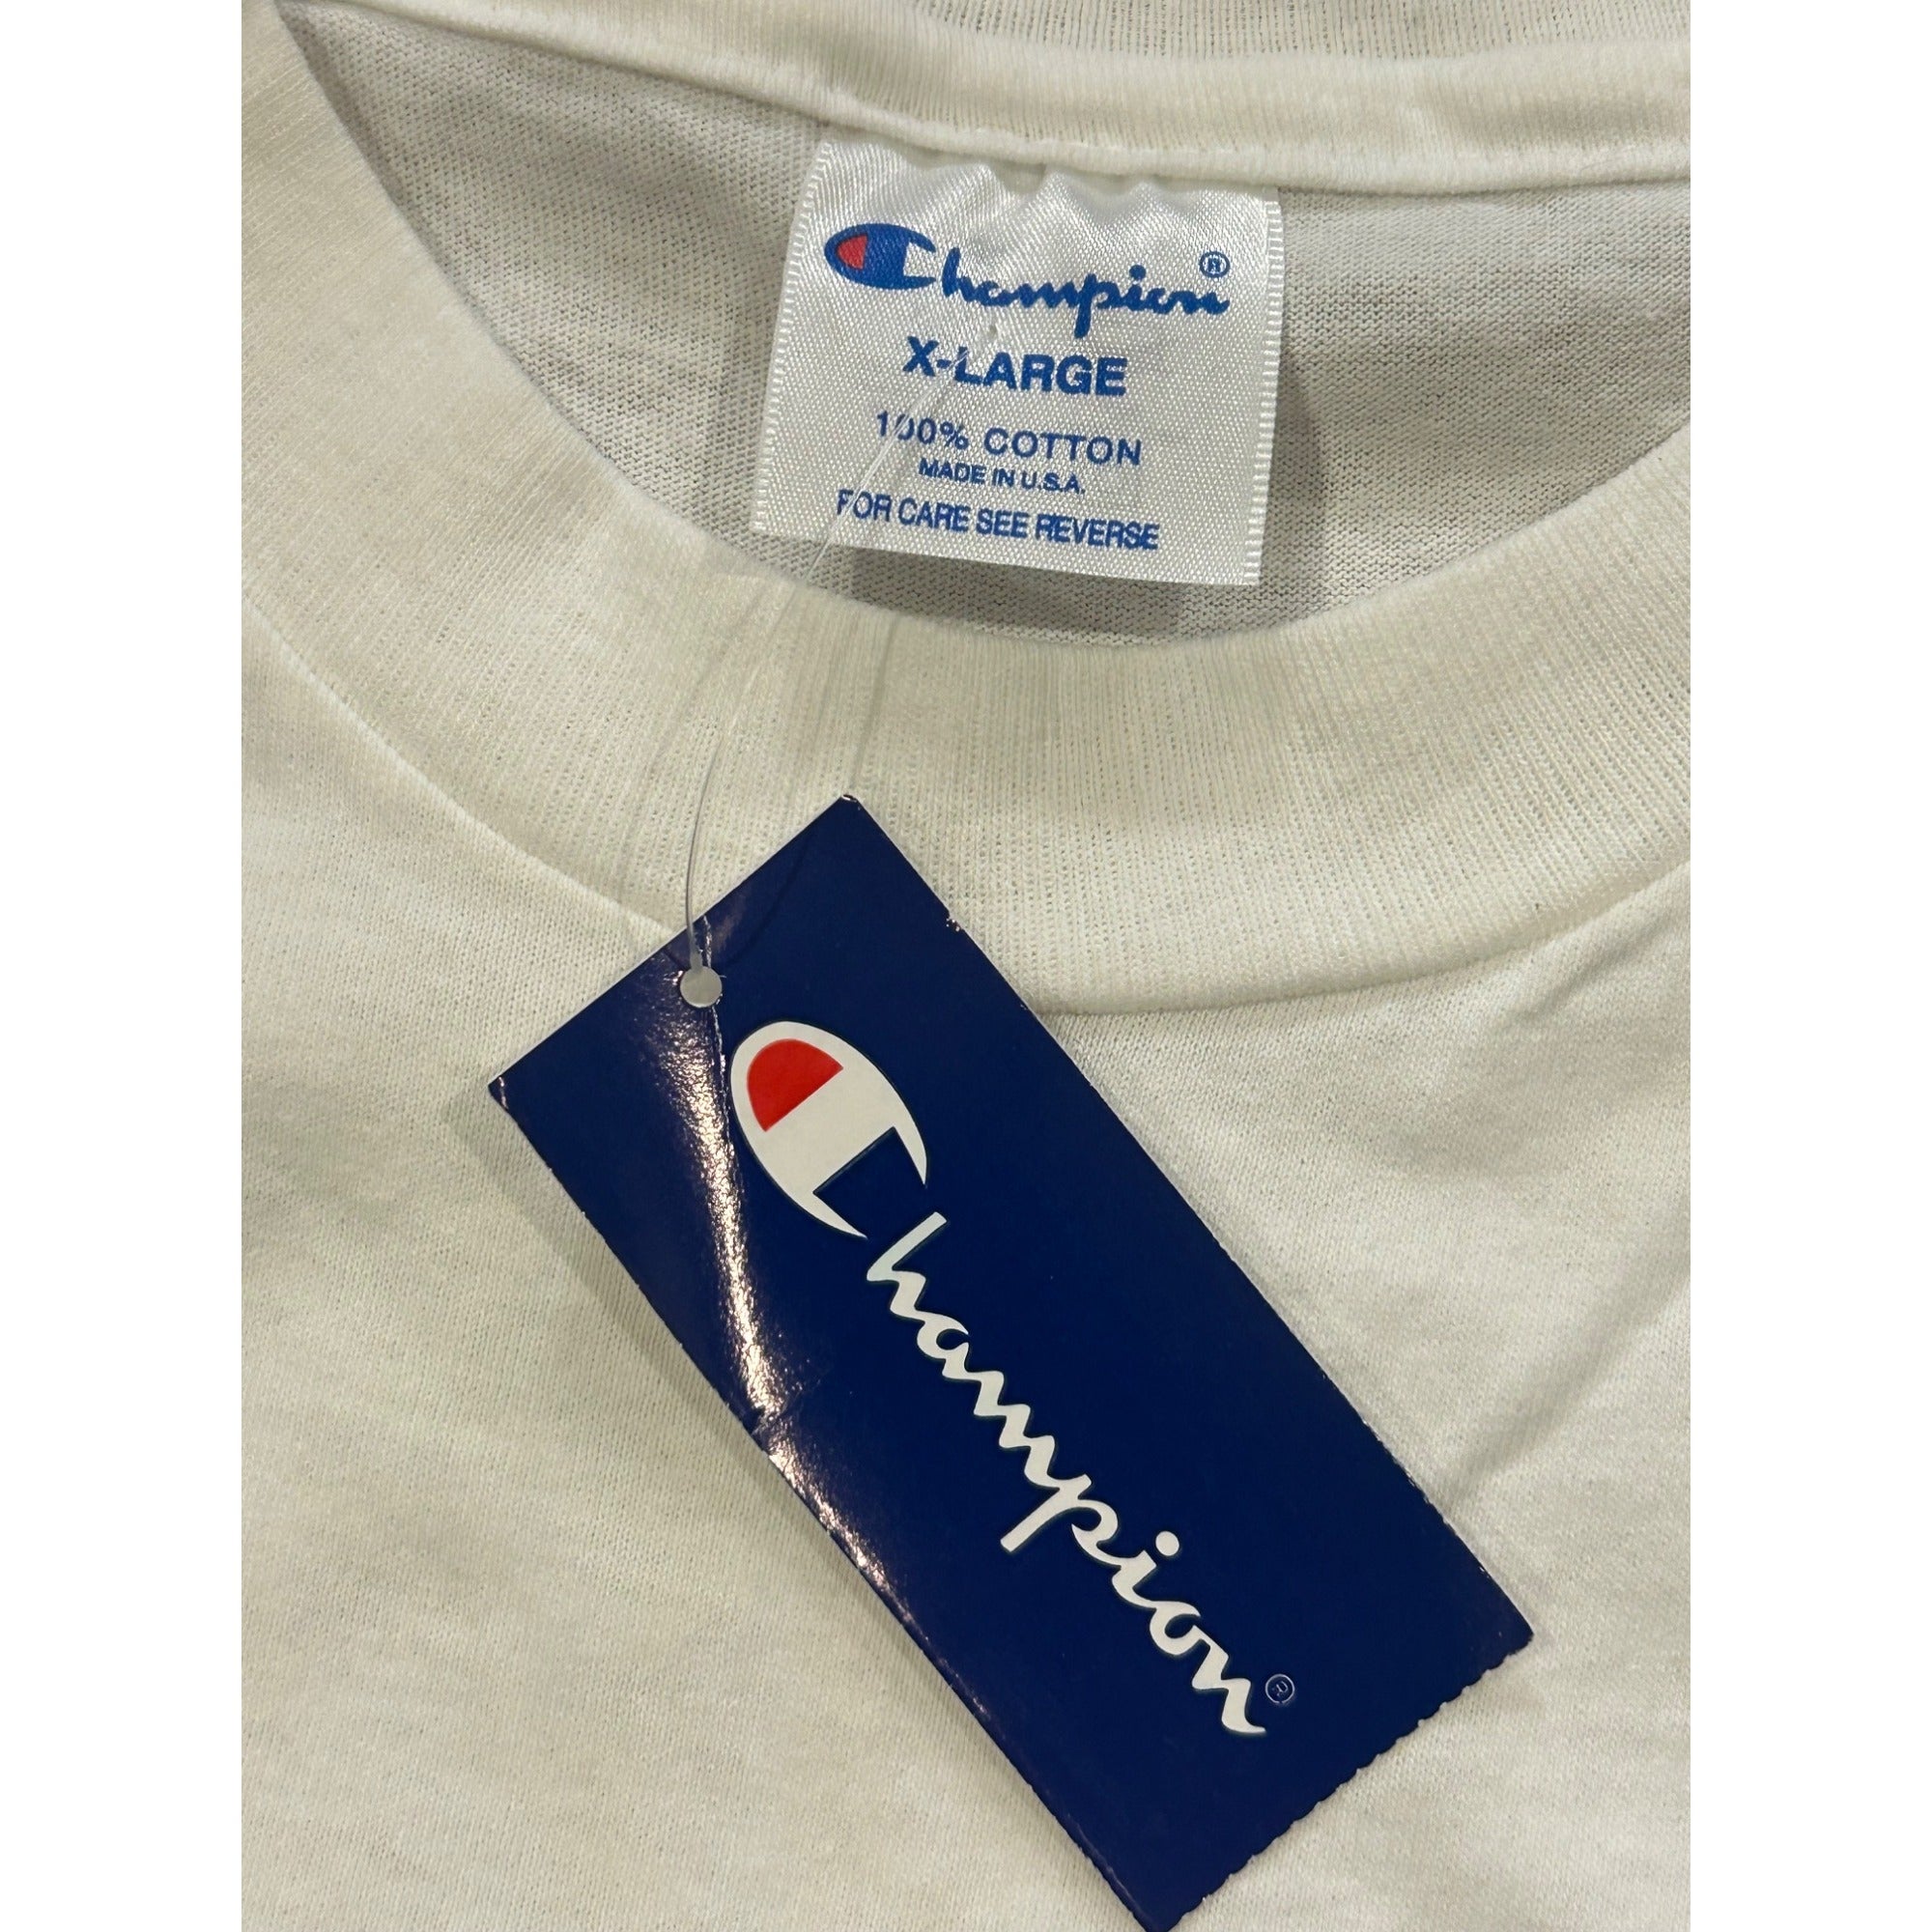 Champion®
X-LARGE
100% COTTON
MADE IN U.S.A.
FOR CARE SEE REVERSE
Champion®